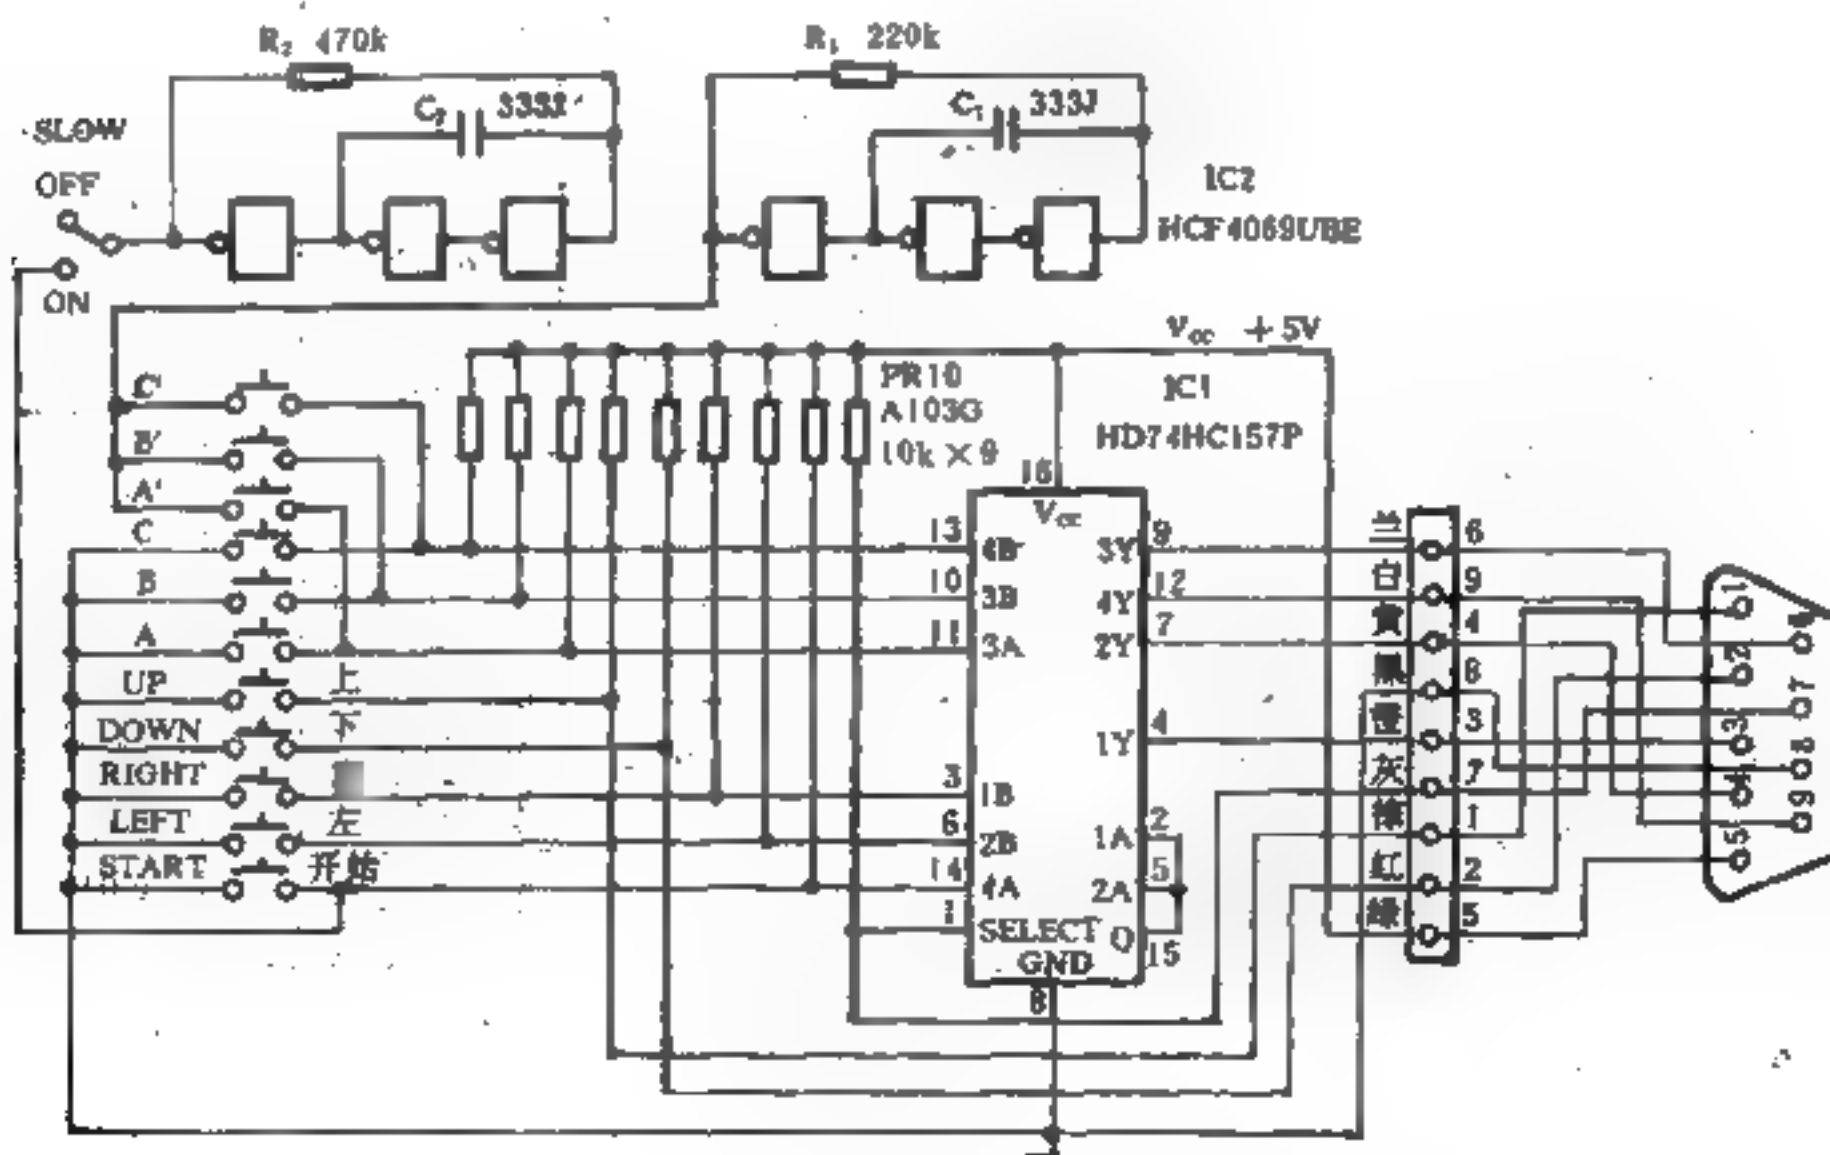 R₂ 470k
R₁ 220k
C₂ 333J
C₁ 333J
SLOW
OFF
ON
IC2
HCF4069UBE
V_CC +5V
PR10
A103G
10k×9
IC1
HD74HC157P
C'
B'
A'
C
B
A
UP 上
DOWN 下
RIGHT
LEFT 左
START 开始
16
V_CC
13 4B
10 3B
11 3A
3 1B
6 2B
14 4A
1 SELECT
GND
8
3Y 9
4Y 12
2Y 7
1Y 4
1A 2
2A 5
Q 15
6
白 9
黄 4
黑 8
3
灰 7
1
红 2
绿 5
1
2
3
4
5
6
7
8
9